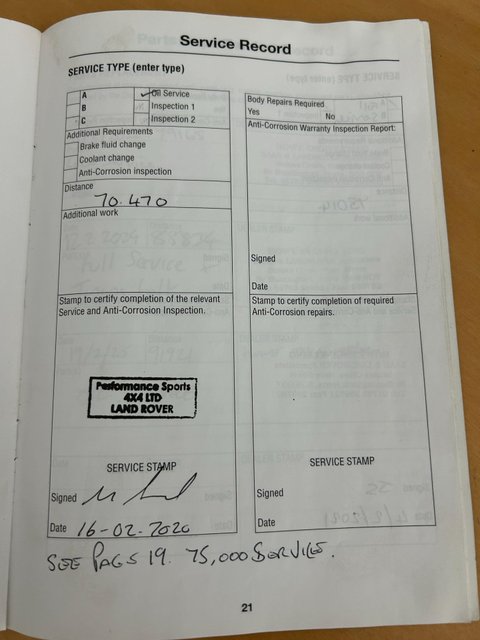 Service Record
SERVICE TYPE (enter type)
A
Oil Service
B
Inspection 1
C
Inspection 2
Additional Requirements
Brake fluid change
Coolant change
Anti-Corrosion inspection
Distance
70.470
Additional work
Stamp to certify completion of the relevant
Service and Anti-Corrosion Inspection.
Performance Sports
4X4 LTD
LAND ROVER
SERVICE STAMP
Signed
Date 16-02-2020
Body Repairs Required
Yes No
Anti-Corrosion Warranty Inspection Report:
Signed
Date
Stamp to certify completion of required
Anti-Corrosion repairs.
SERVICE STAMP
Signed
Date
SEE PAGS 19. 75,000 SERVICE.
21